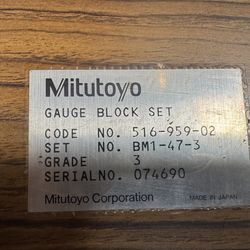 Mitutoyo
GAUGE BLOCK SET
CODE NO. 516-959-02
SET NO. BM1-47-3
GRADE 3
SERIALNO. 074690
Mitutoyo Corporation MADE IN JAPAN